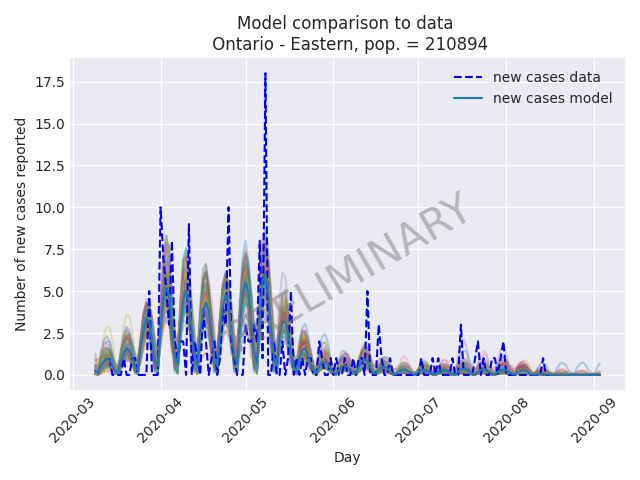 Model comparison to data
Ontario - Eastern, pop. = 210894
new cases data
new cases model
Number of new cases reported
17.5
15.0
12.5
10.0
7.5
5.0
2.5
0.0
PRELIMINARY
2020-03
2020-04
2020-05
2020-06
2020-07
2020-08
2020-09
Day